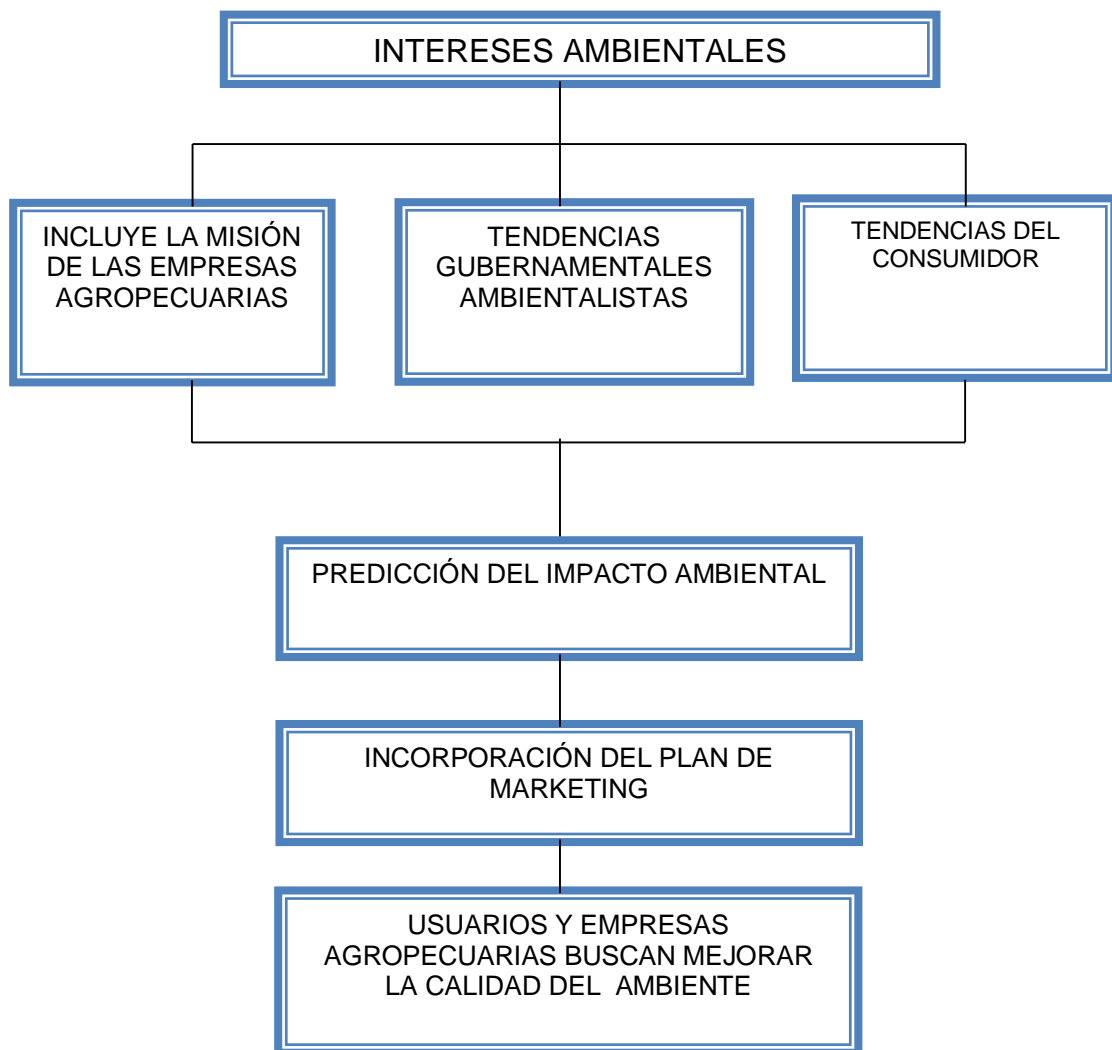 INTERESES AMBIENTALES
INCLUYE LA MISIÓN
DE LAS EMPRESAS
AGROPECUARIAS
TENDENCIAS
GUBERNAMENTALES
AMBIENTALISTAS
TENDENCIAS DEL
CONSUMIDOR
PREDICCIÓN DEL IMPACTO AMBIENTAL
INCORPORACIÓN DEL PLAN DE
MARKETING
USUARIOS Y EMPRESAS
AGROPECUARIAS BUSCAN MEJORAR
LA CALIDAD DEL AMBIENTE